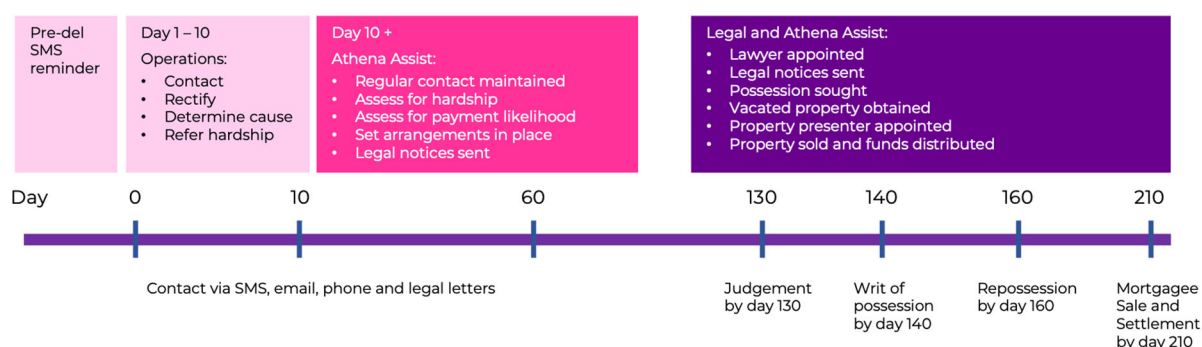 Pre-del
SMS
reminder
Day 1 – 10
Operations:
• Contact
• Rectify
• Determine cause
• Refer hardship
Day 10 +
Athena Assist:
• Regular contact maintained
• Assess for hardship
• Assess for payment likelihood
• Set arrangements in place
• Legal notices sent
Legal and Athena Assist:
• Lawyer appointed
• Legal notices sent
• Possession sought
• Vacated property obtained
• Property presenter appointed
• Property sold and funds distributed
Day 0 10 60 130 140 160 210
Contact via SMS, email, phone and legal letters
Judgement
by day 130
Writ of
possession
by day 140
Repossession
by day 160
Mortgagee
Sale and
Settlement
by day 210